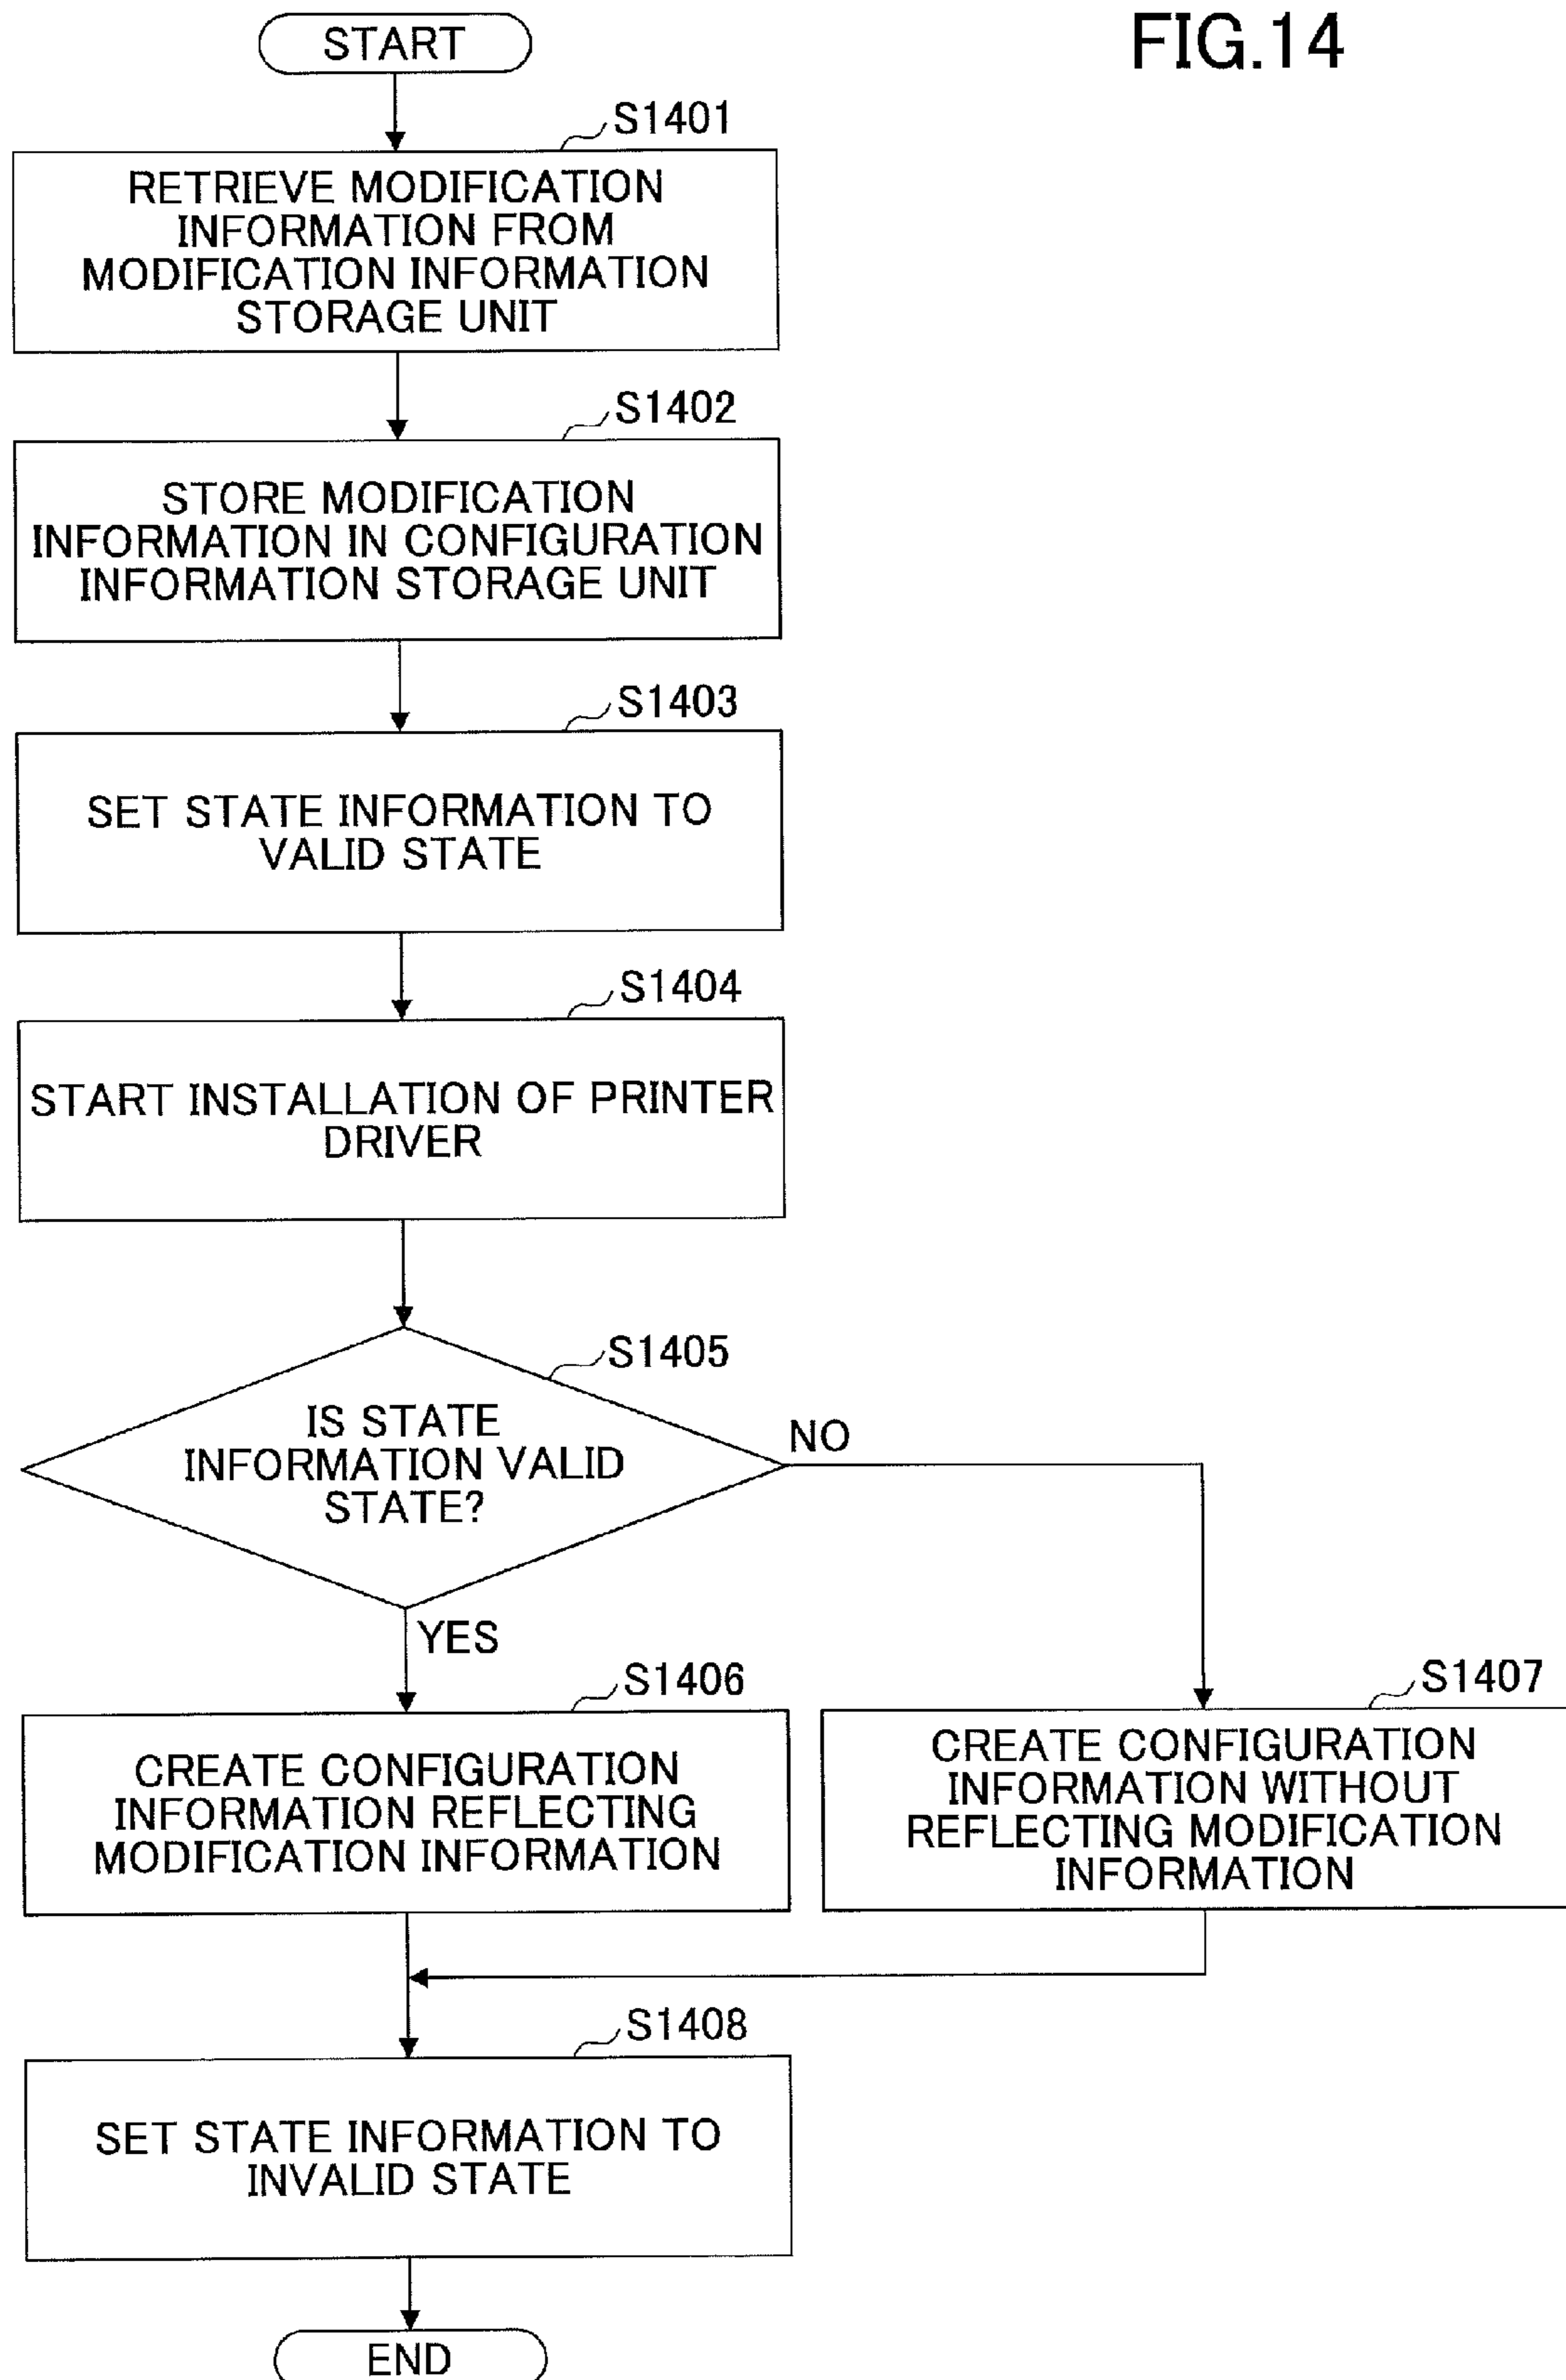 FIG.14
START
S1401
RETRIEVE MODIFICATION
INFORMATION FROM
MODIFICATION INFORMATION
STORAGE UNIT
S1402
STORE MODIFICATION
INFORMATION IN CONFIGURATION
INFORMATION STORAGE UNIT
S1403
SET STATE INFORMATION TO
VALID STATE
S1404
START INSTALLATION OF PRINTER
DRIVER
S1405
IS STATE
INFORMATION VALID
STATE?
NO
YES
S1406
CREATE CONFIGURATION
INFORMATION REFLECTING
MODIFICATION INFORMATION
S1407
CREATE CONFIGURATION
INFORMATION WITHOUT
REFLECTING MODIFICATION
INFORMATION
S1408
SET STATE INFORMATION TO
INVALID STATE
END